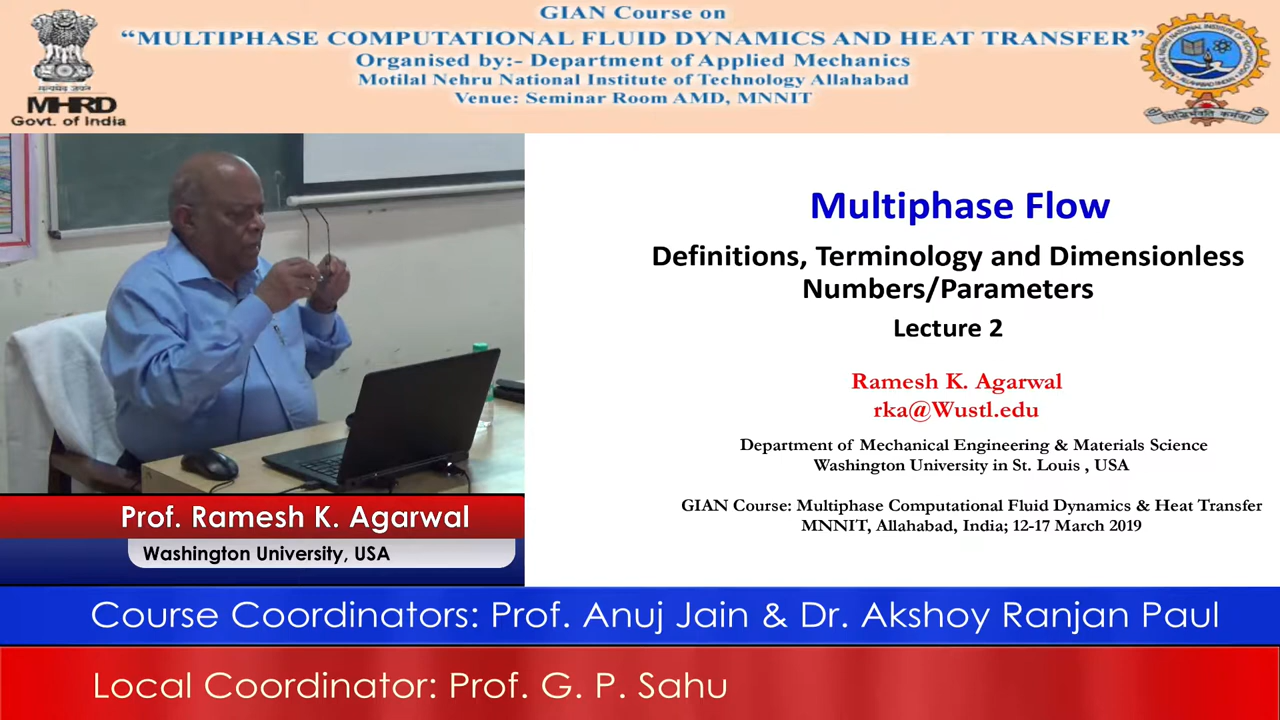 GIAN Course on
“MULTIPHASE COMPUTATIONAL FLUID DYNAMICS AND HEAT TRANSFER”
Organised by:- Department of Applied Mechanics
Motilal Nehru National Institute of Technology Allahabad
Venue: Seminar Room AMD, MNNIT
सत्यमेव जयते
MHRD
Govt. of India
Multiphase Flow
Definitions, Terminology and Dimensionless
Numbers/Parameters
Lecture 2
Ramesh K. Agarwal
rka@Wustl.edu
Department of Mechanical Engineering & Materials Science
Washington University in St. Louis , USA
GIAN Course: Multiphase Computational Fluid Dynamics & Heat Transfer
MNNIT, Allahabad, India; 12-17 March 2019
Prof. Ramesh K. Agarwal
Washington University, USA
Course Coordinators: Prof. Anuj Jain & Dr. Akshoy Ranjan Paul
Local Coordinator: Prof. G. P. Sahu